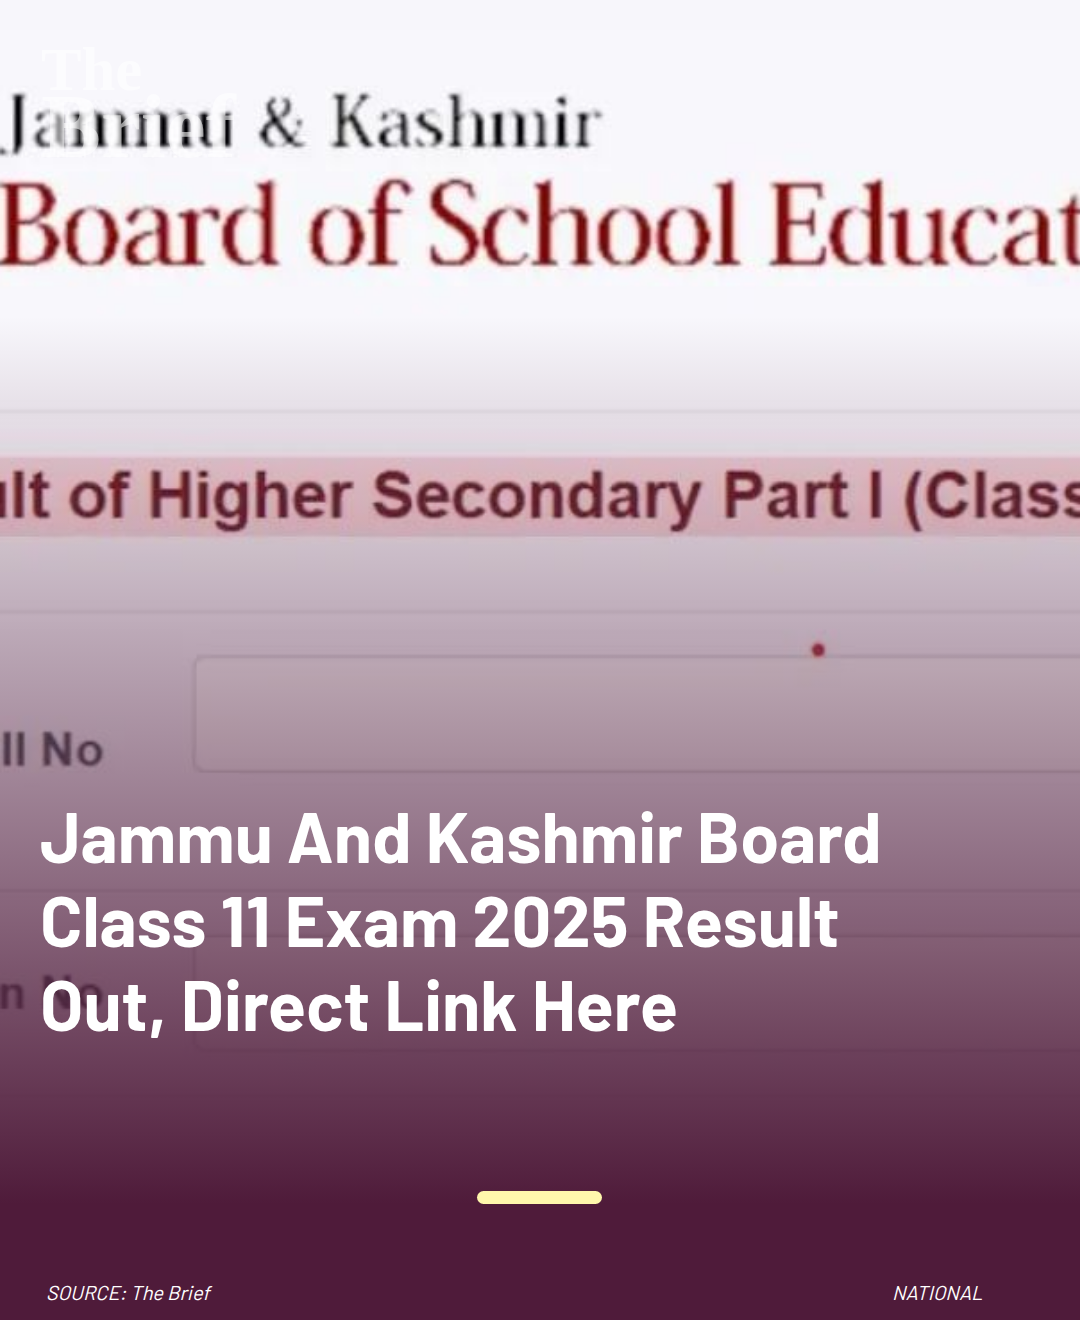 The
Brief
Jammu & Kashmir
Board of School Educat
ult of Higher Secondary Part I (Class
ll No
Jammu And Kashmir Board
Class 11 Exam 2025 Result
n No
Out, Direct Link Here
SOURCE: The Brief
NATIONAL